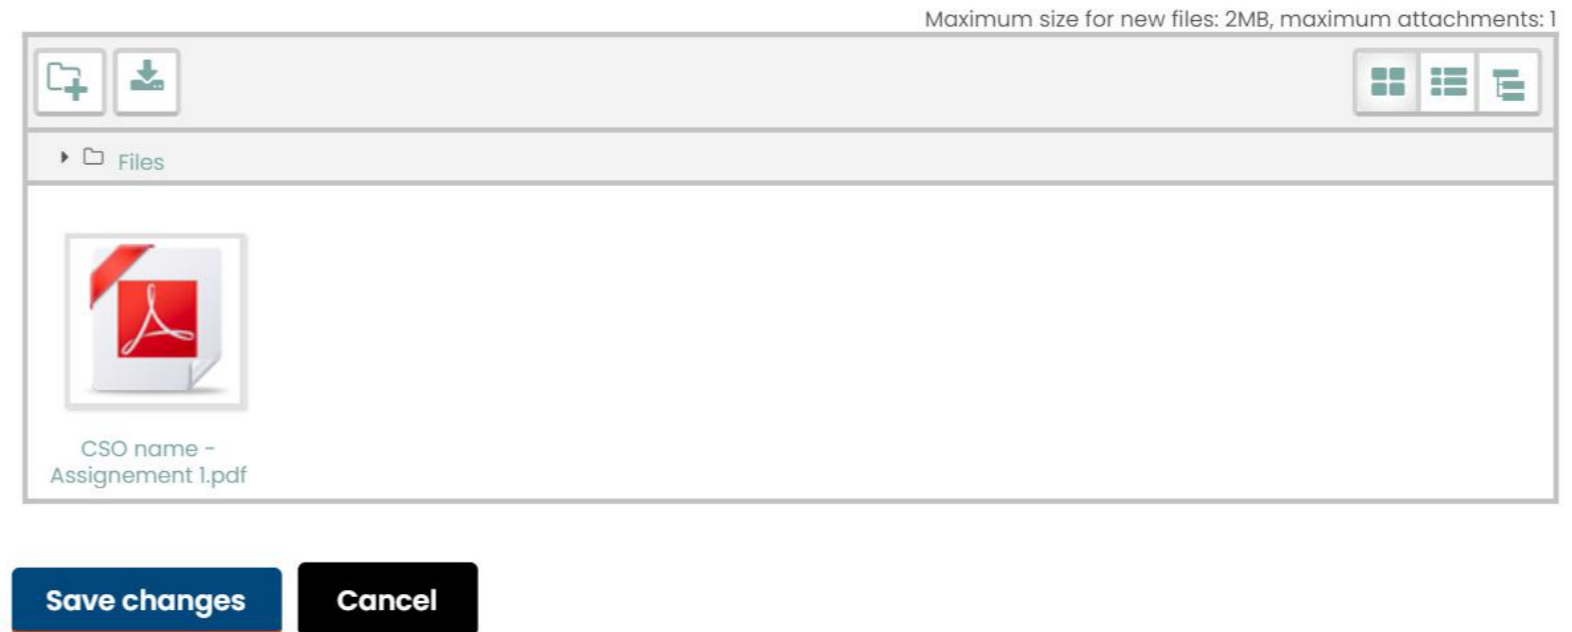 Maximum size for new files: 2MB, maximum attachments: 1
Files
CSO name -
Assignement 1.pdf
Save changes
Cancel